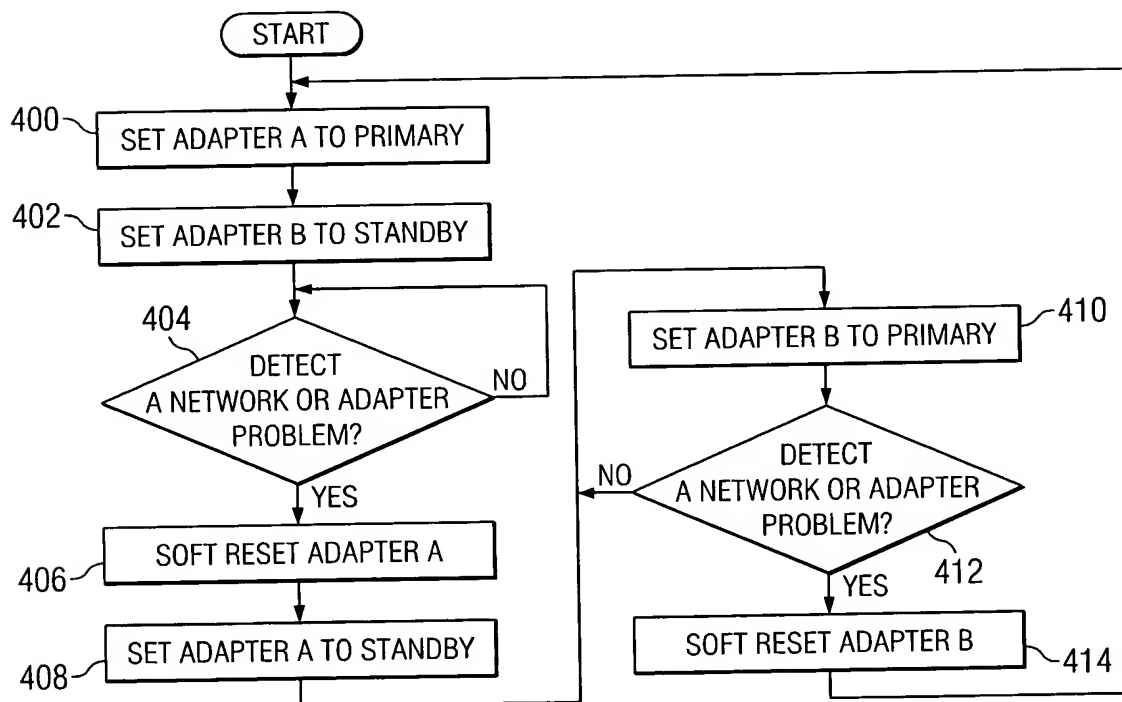 START
400
SET ADAPTER A TO PRIMARY
402
SET ADAPTER B TO STANDBY
404
DETECT
A NETWORK OR ADAPTER
PROBLEM?
NO
YES
406
SOFT RESET ADAPTER A
408
SET ADAPTER A TO STANDBY
410
SET ADAPTER B TO PRIMARY
DETECT
A NETWORK OR ADAPTER
PROBLEM?
NO
412
YES
SOFT RESET ADAPTER B
414